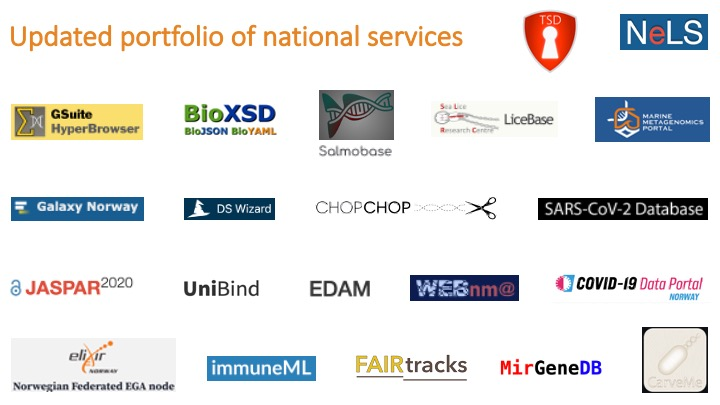 Updated portfolio of national services
TSD
NeLS
GSuite
HyperBrowser
BioXSD
BioJSON BioYAML
Salmobase
Sea Lice
Research Centre
LiceBase
MARINE
METAGENOMICS
PORTAL
Galaxy Norway
DS Wizard
CHOPCHOP
SARS-CoV-2 Database
JASPAR2020
UniBind
EDAM
WEBnm@
COVID-19 Data Portal
NORWAY
elixir
NORWAY
Norwegian Federated EGA node
immuneML
FAIRtracks
MirGeneDB
CarveMe